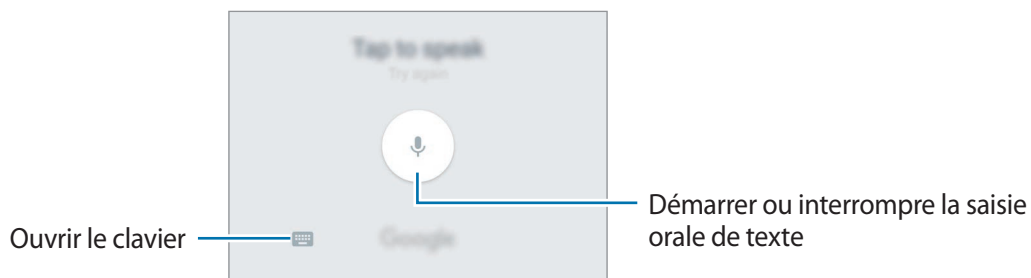 Tap to speak
Try again
Démarrer ou interrompre la saisie
orale de texte
Ouvrir le clavier
Google